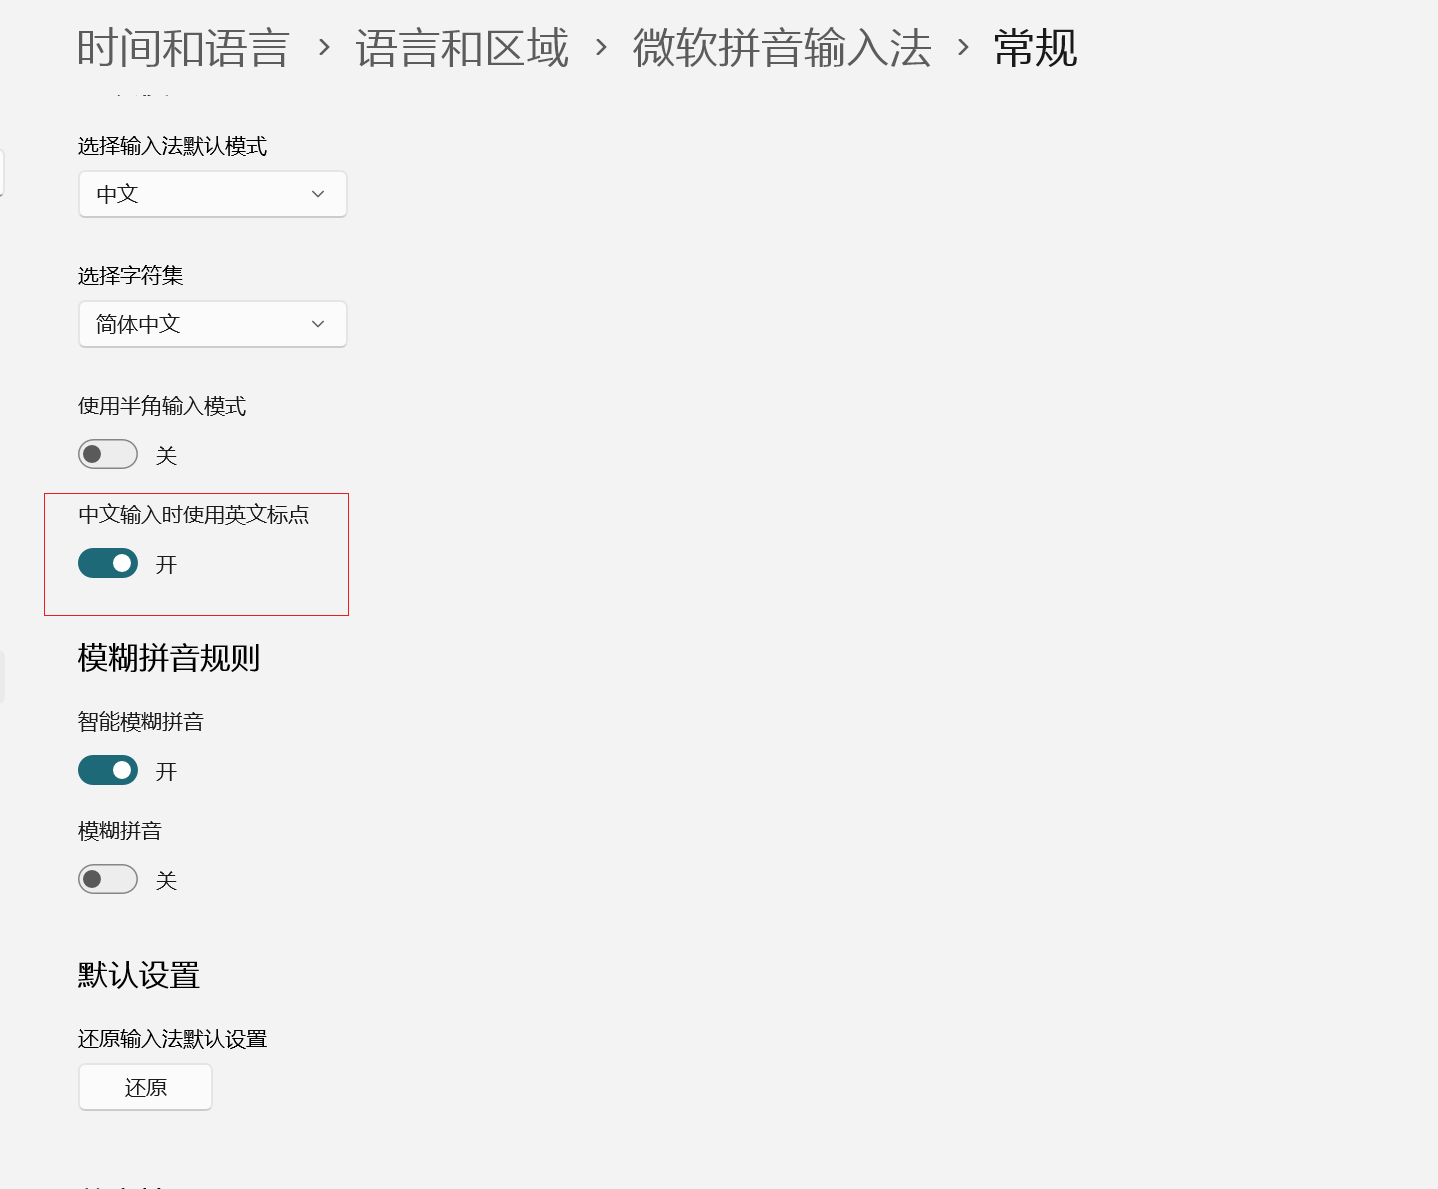 时间和语言 › 语言和区域 › 微软拼音输入法 › 常规
选择输入法默认模式
中文
选择字符集
简体中文
使用半角输入模式
关
中文输入时使用英文标点
开
模糊拼音规则
智能模糊拼音
开
模糊拼音
关
默认设置
还原输入法默认设置
还原